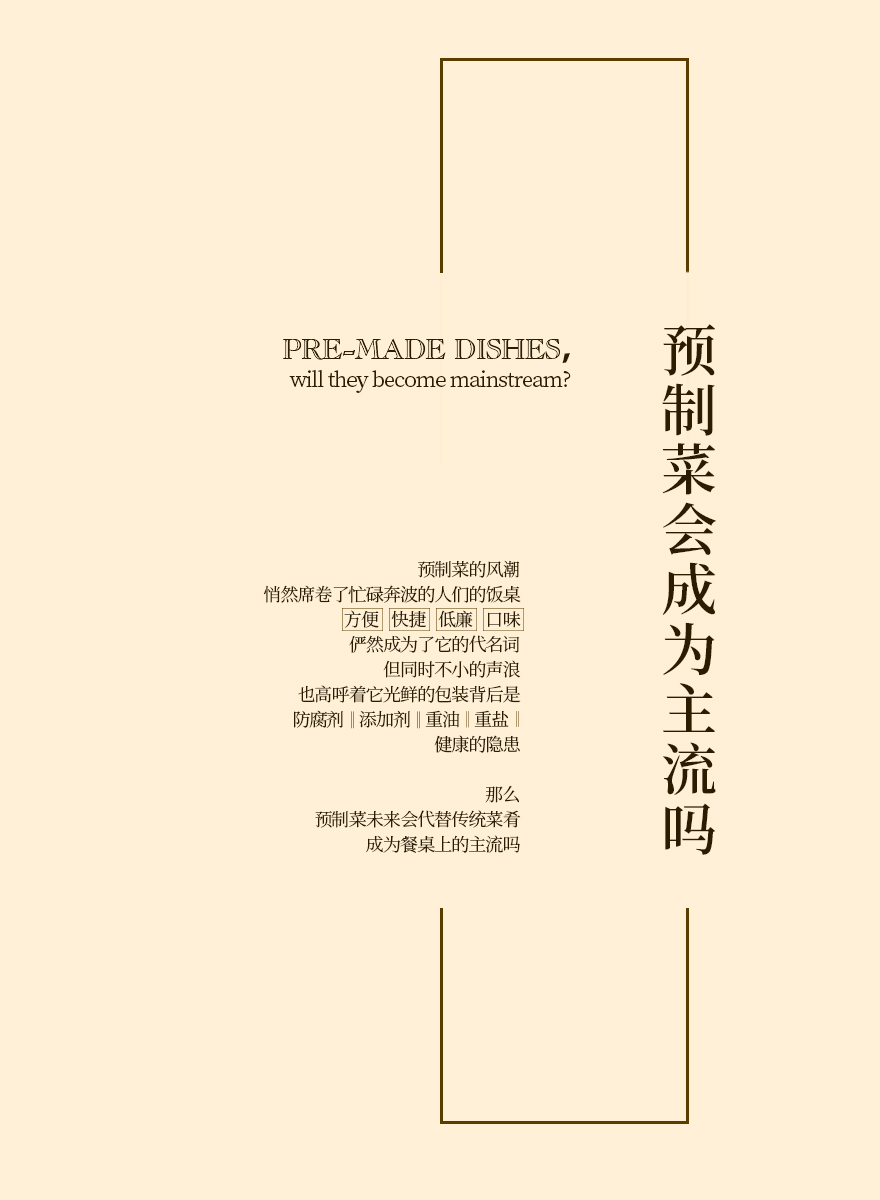 预制菜会成为主流吗
PRE-MADE DISHES,
will they become mainstream?
预制菜的风潮
悄然席卷了忙碌奔波的人们的饭桌
方便 快捷 低廉 口味
俨然成为了它的代名词
但同时不小的声浪
也高呼着它光鲜的包装背后是
防腐剂 ‖ 添加剂 ‖ 重油 ‖ 重盐 ‖
健康的隐患
那么
预制菜未来会代替传统菜肴
成为餐桌上的主流吗